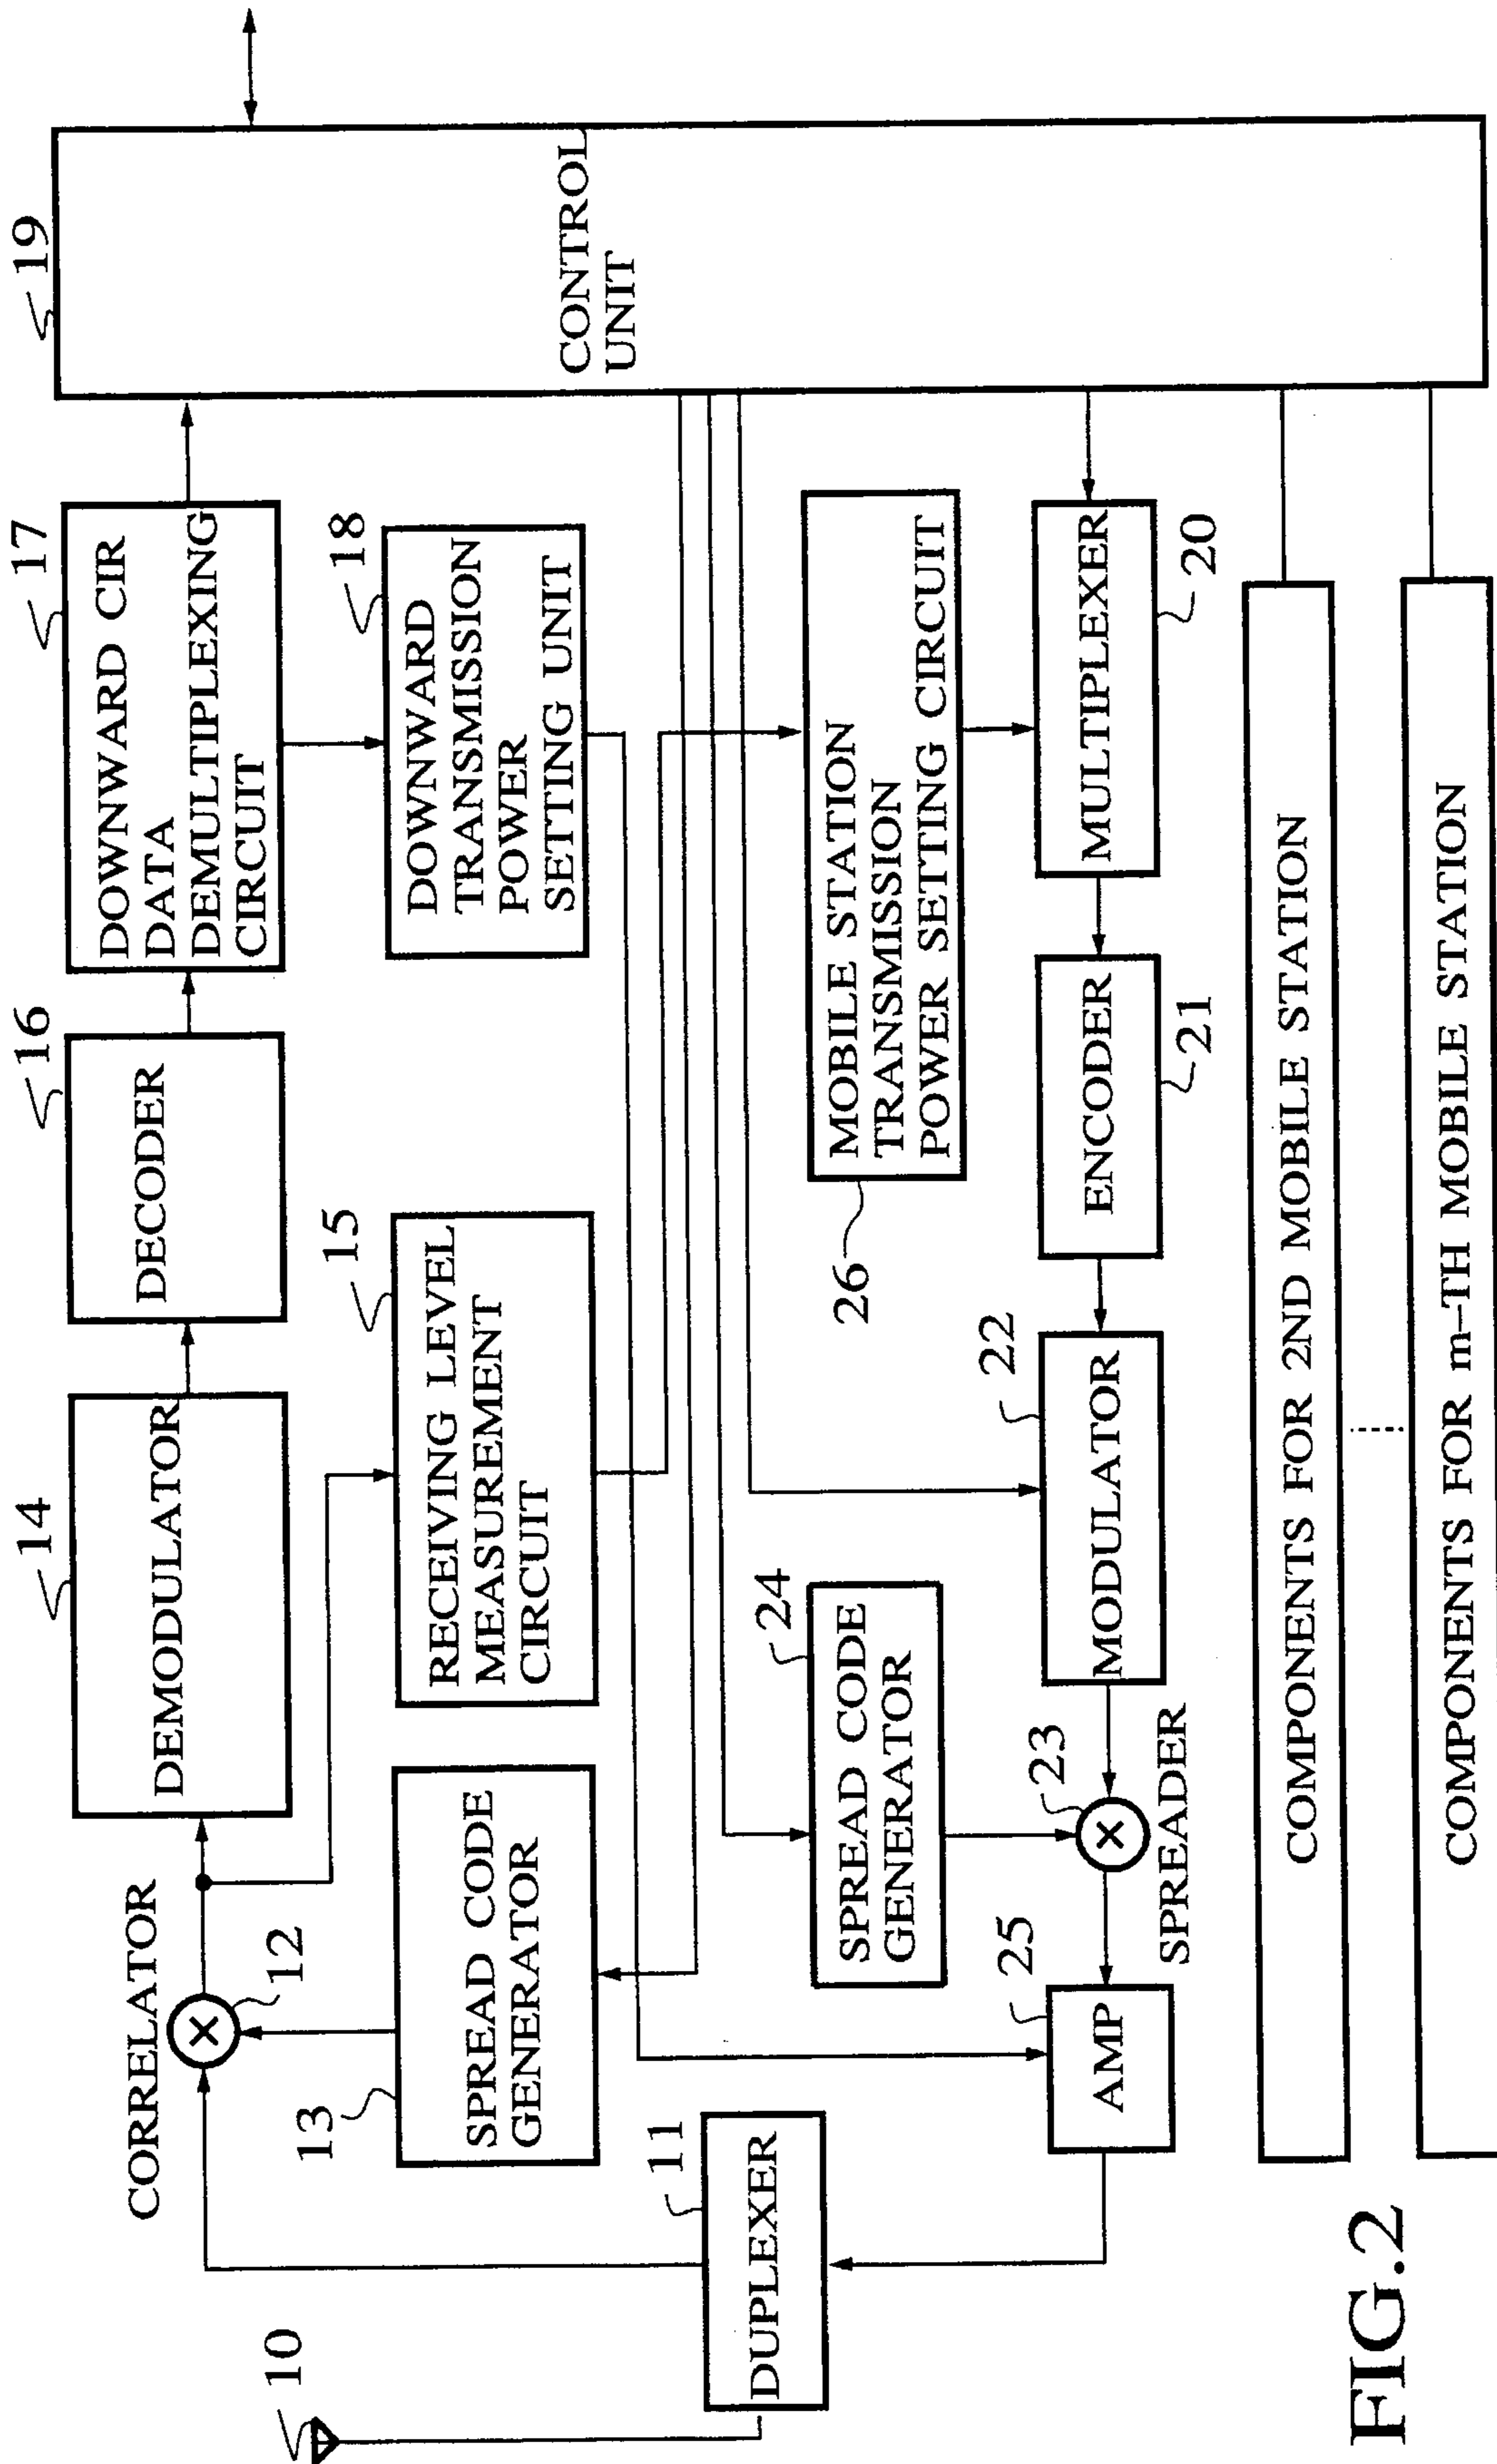 10
DUPLEXER
11
CORRELATOR
12
13
SPREAD CODE
GENERATOR
14
DEMODULATOR
15
RECEIVING LEVEL
MEASUREMENT
CIRCUIT
16
DECODER
17
DOWNWARD CIR
DATA
DEMULTIPLEXING
CIRCUIT
18
DOWNWARD
TRANSMISSION
POWER
SETTING UNIT
19
CONTROL
UNIT
26
MOBILE STATION
TRANSMISSION
POWER SETTING CIRCUIT
MULTIPLEXER
20
ENCODER
21
22
MODULATOR
24
SPREAD CODE
GENERATOR
23
SPREADER
25
AMP
COMPONENTS FOR 2ND MOBILE STATION
COMPONENTS FOR m-TH MOBILE STATION
FIG.2